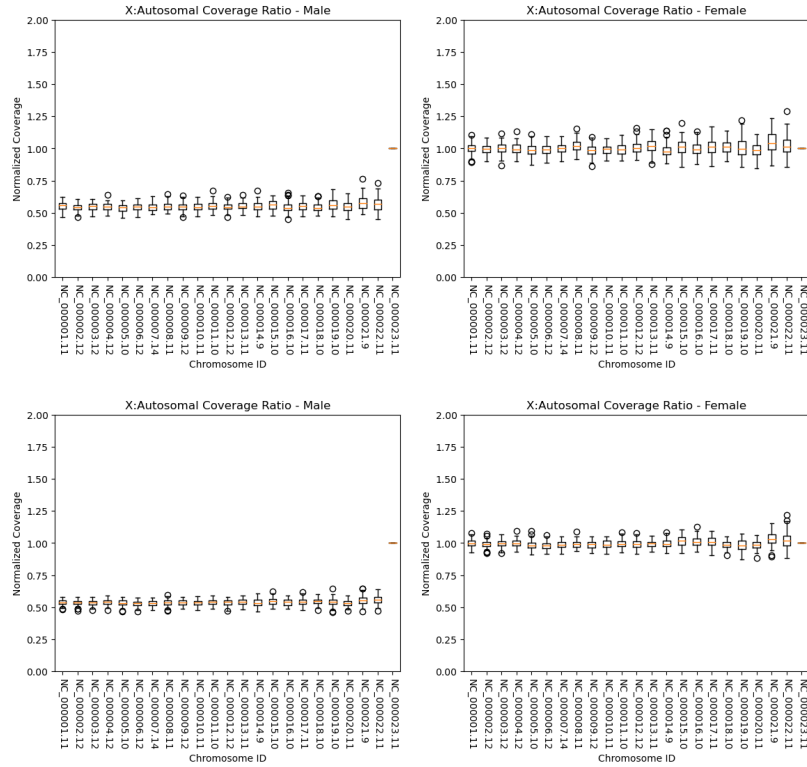 X:Autosomal Coverage Ratio - Male
Normalized Coverage
2.00
1.75
1.50
1.25
1.00
0.75
0.50
0.25
0.00
NC_000001.11
NC_000002.12
NC_000003.12
NC_000004.12
NC_000005.10
NC_000006.12
NC_000007.14
NC_000008.11
NC_000009.12
NC_000010.11
NC_000011.10
NC_000012.12
NC_000013.11
NC_000014.9
NC_000015.10
NC_000016.10
NC_000017.11
NC_000018.10
NC_000019.10
NC_000020.11
NC_000021.9
NC_000022.11
NC_000023.11
Chromosome ID
X:Autosomal Coverage Ratio - Female
Normalized Coverage
2.00
1.75
1.50
1.25
1.00
0.75
0.50
0.25
0.00
NC_000001.11
NC_000002.12
NC_000003.12
NC_000004.12
NC_000005.10
NC_000006.12
NC_000007.14
NC_000008.11
NC_000009.12
NC_000010.11
NC_000011.10
NC_000012.12
NC_000013.11
NC_000014.9
NC_000015.10
NC_000016.10
NC_000017.11
NC_000018.10
NC_000019.10
NC_000020.11
NC_000021.9
NC_000022.11
NC_000023.11
Chromosome ID
X:Autosomal Coverage Ratio - Male
Normalized Coverage
2.00
1.75
1.50
1.25
1.00
0.75
0.50
0.25
0.00
NC_000001.11
NC_000002.12
NC_000003.12
NC_000004.12
NC_000005.10
NC_000006.12
NC_000007.14
NC_000008.11
NC_000009.12
NC_000010.11
NC_000011.10
NC_000012.12
NC_000013.11
NC_000014.9
NC_000015.10
NC_000016.10
NC_000017.11
NC_000018.10
NC_000019.10
NC_000020.11
NC_000021.9
NC_000022.11
NC_000023.11
Chromosome ID
X:Autosomal Coverage Ratio - Female
Normalized Coverage
2.00
1.75
1.50
1.25
1.00
0.75
0.50
0.25
0.00
NC_000001.11
NC_000002.12
NC_000003.12
NC_000004.12
NC_000005.10
NC_000006.12
NC_000007.14
NC_000008.11
NC_000009.12
NC_000010.11
NC_000011.10
NC_000012.12
NC_000013.11
NC_000014.9
NC_000015.10
NC_000016.10
NC_000017.11
NC_000018.10
NC_000019.10
NC_000020.11
NC_000021.9
NC_000022.11
NC_000023.11
Chromosome ID